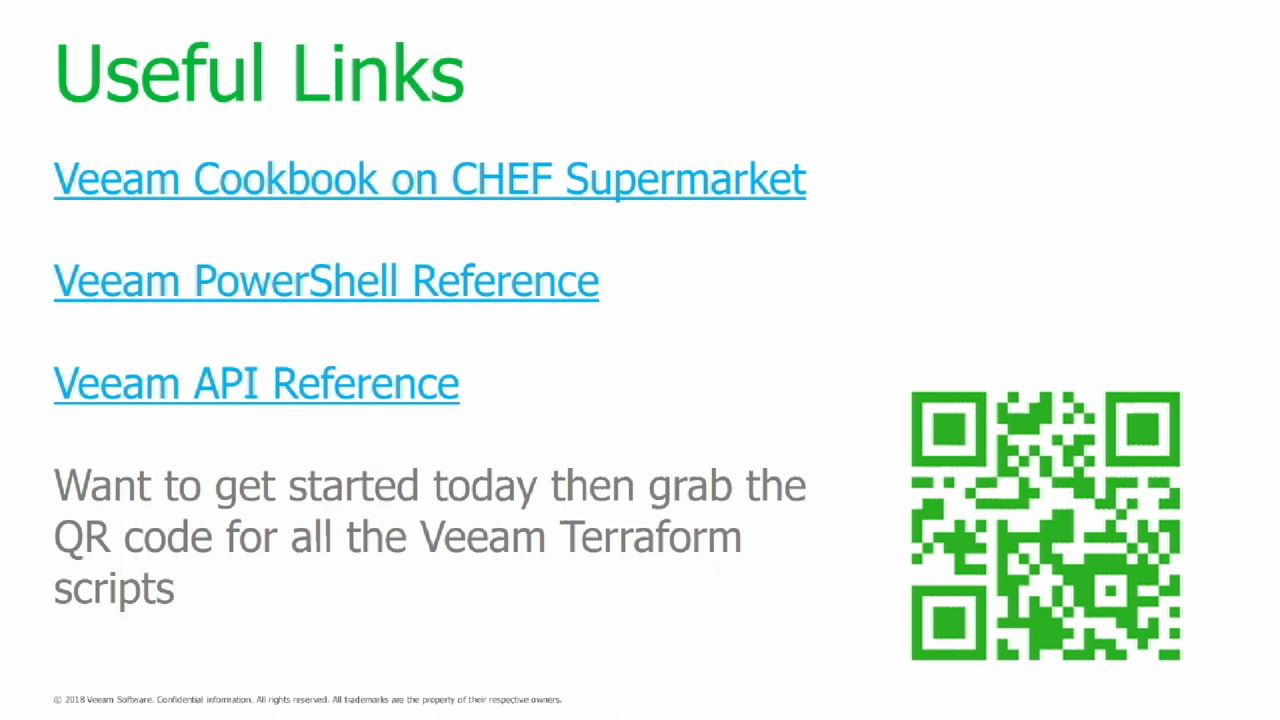 Useful Links
Veeam Cookbook on CHEF Supermarket
Veeam PowerShell Reference
Veeam API Reference
Want to get started today then grab the
QR code for all the Veeam Terraform
scripts
© 2018 Veeam Software. Confidential information. All rights reserved. All trademarks are the property of their respective owners.